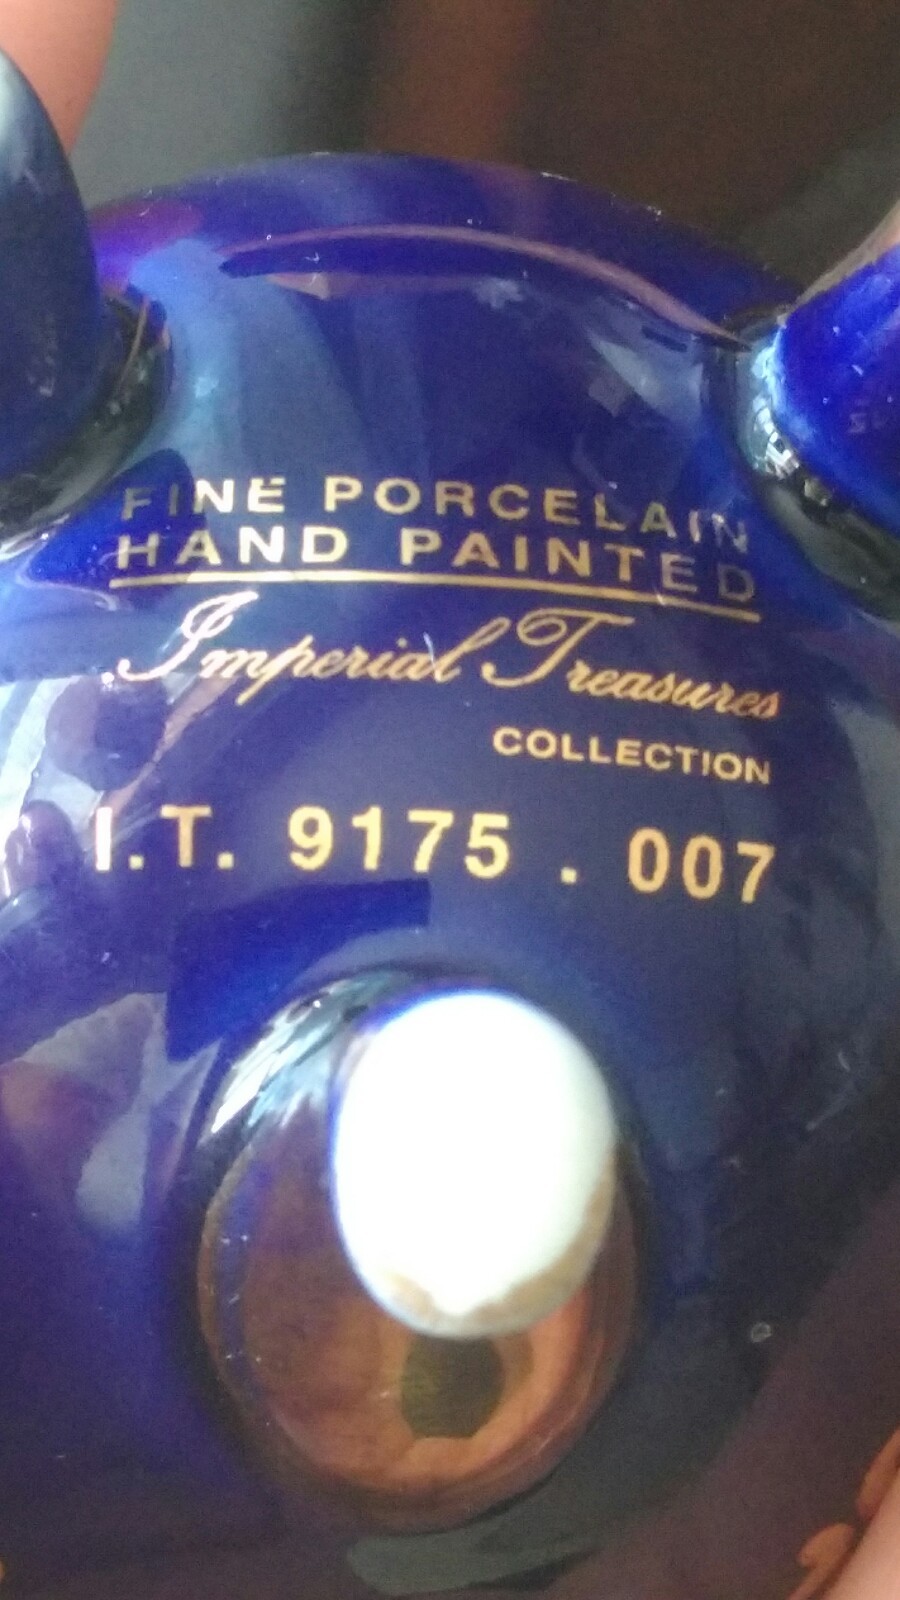 FINE PORCELAIN
HAND PAINTED
Imperial Treasures
COLLECTION
I.T. 9175 . 007